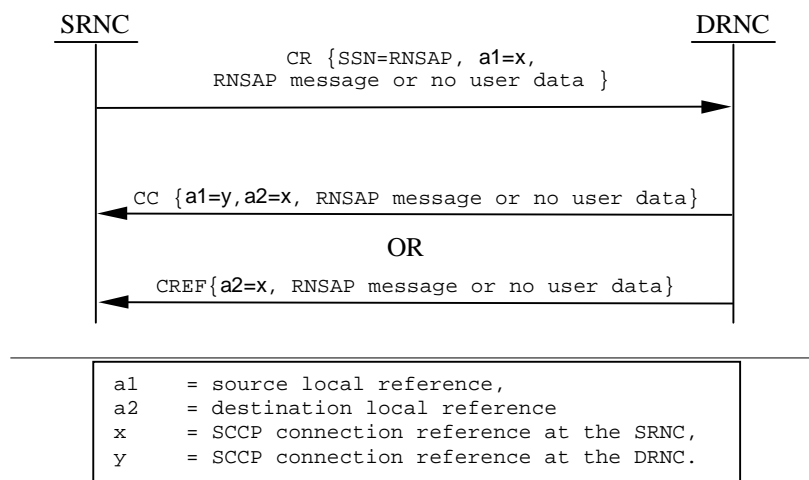 SRNC DRNC
CR {SSN=RNSAP, a1=x,
RNSAP message or no user data }
CC {a1=y,a2=x, RNSAP message or no user data}
OR
CREF{a2=x, RNSAP message or no user data}
a1 = source local reference,
a2 = destination local reference
x = SCCP connection reference at the SRNC,
y = SCCP connection reference at the DRNC.